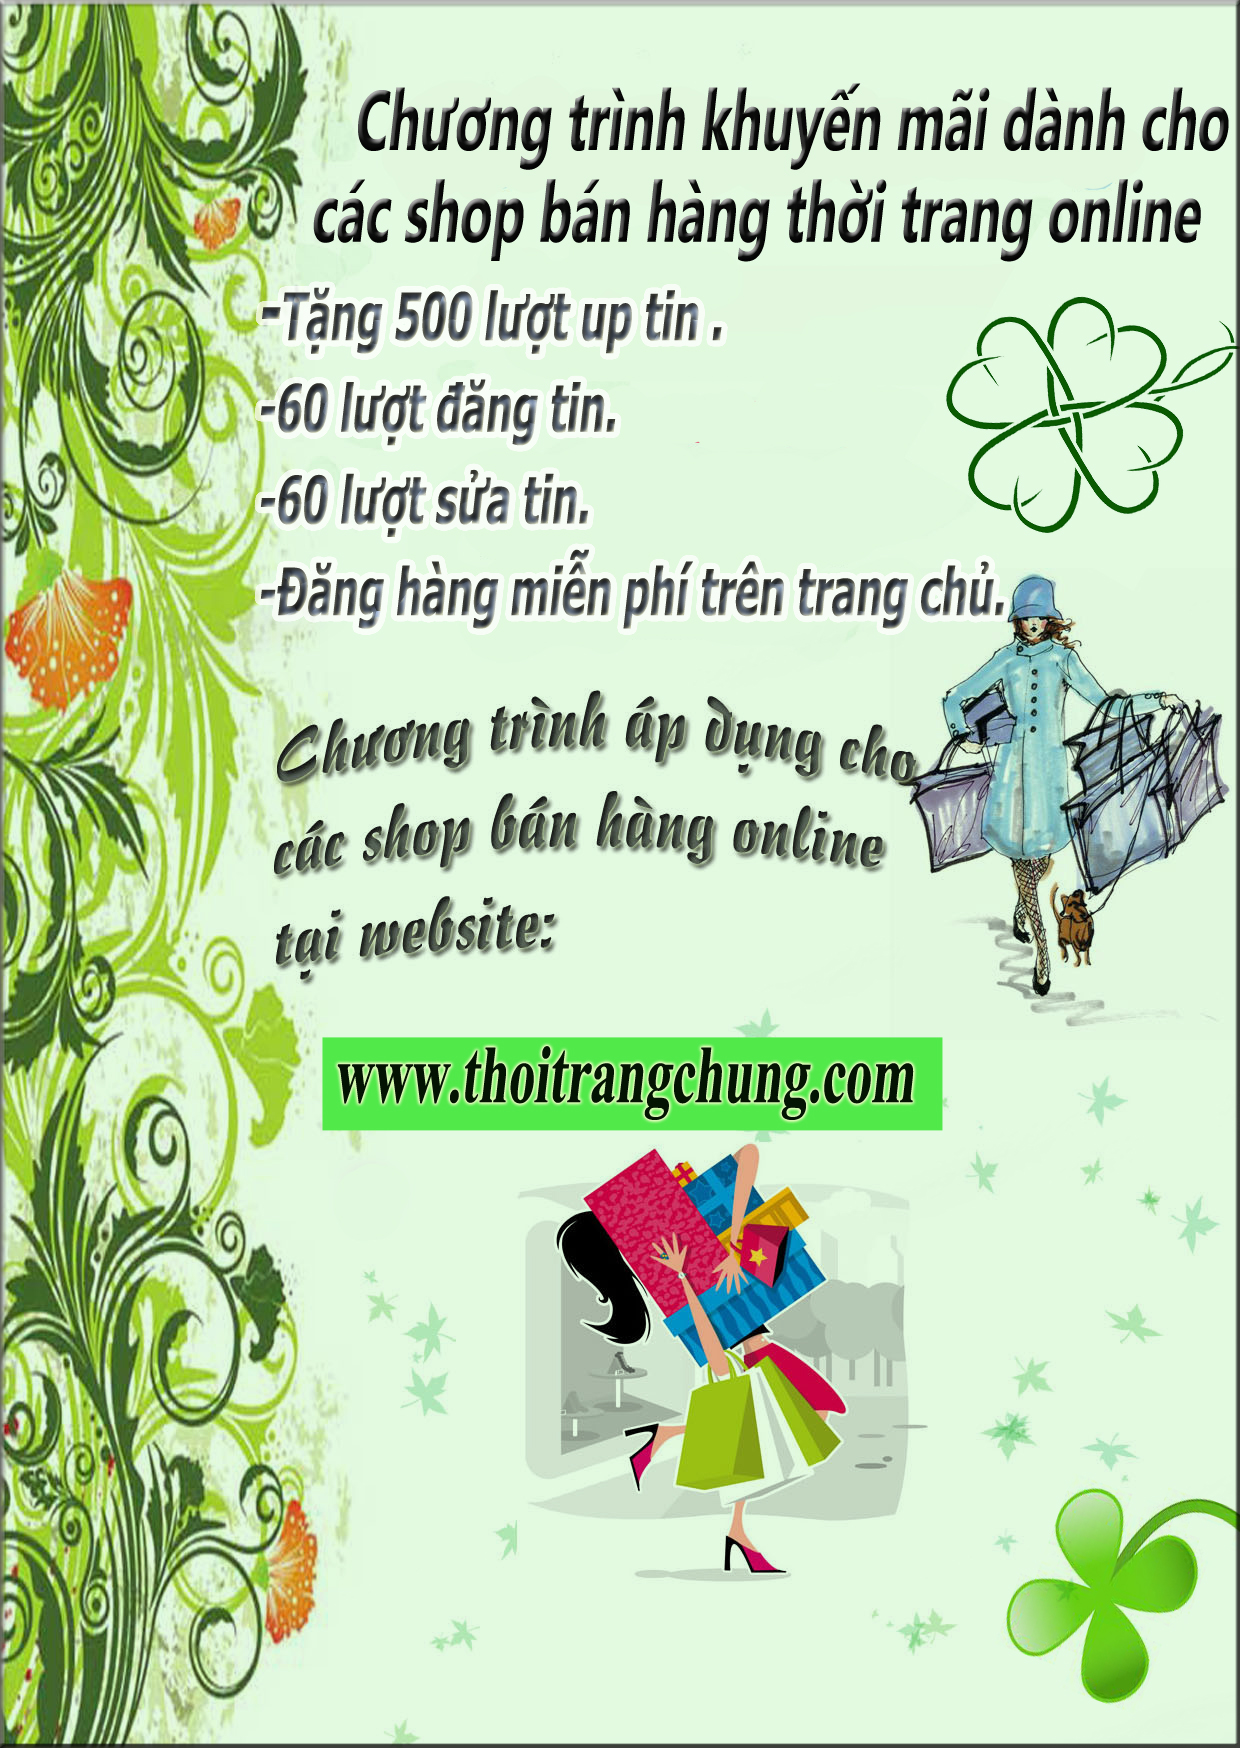 Chương trình khuyến mãi dành cho
các shop bán hàng thời trang online
-Tặng 500 lượt up tin .
-60 lượt đăng tin.
-60 lượt sửa tin.
-Đăng hàng miễn phí trên trang chủ.
Chương trình áp dụng cho
các shop bán hàng online
tại website:
www.thoitrangchung.com